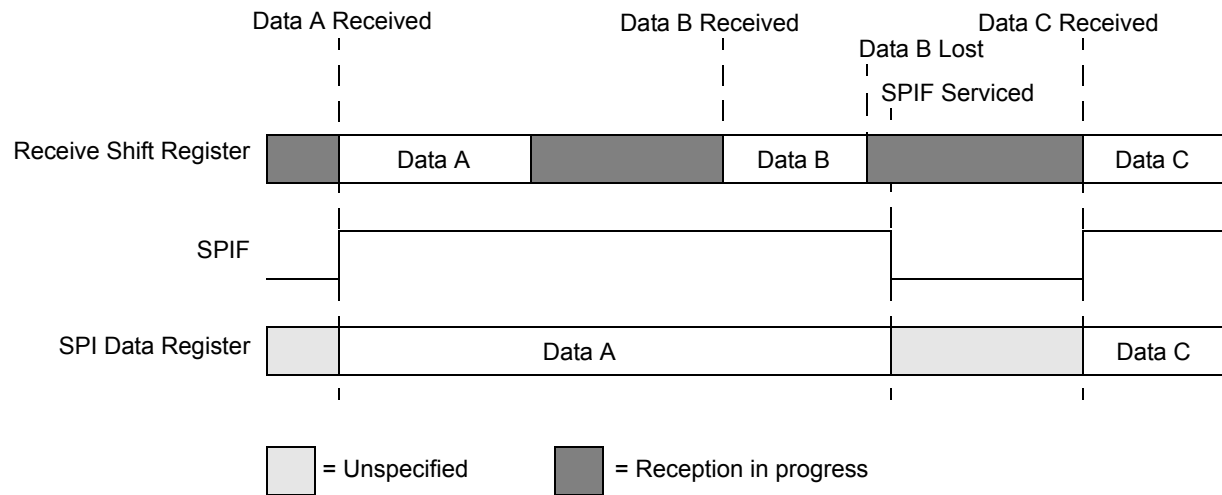 Data A Received
Data B Received
Data C Received
Data B Lost
SPIF Serviced
Receive Shift Register
Data A
Data B
Data C
SPIF
SPI Data Register
Data A
Data C
= Unspecified
= Reception in progress